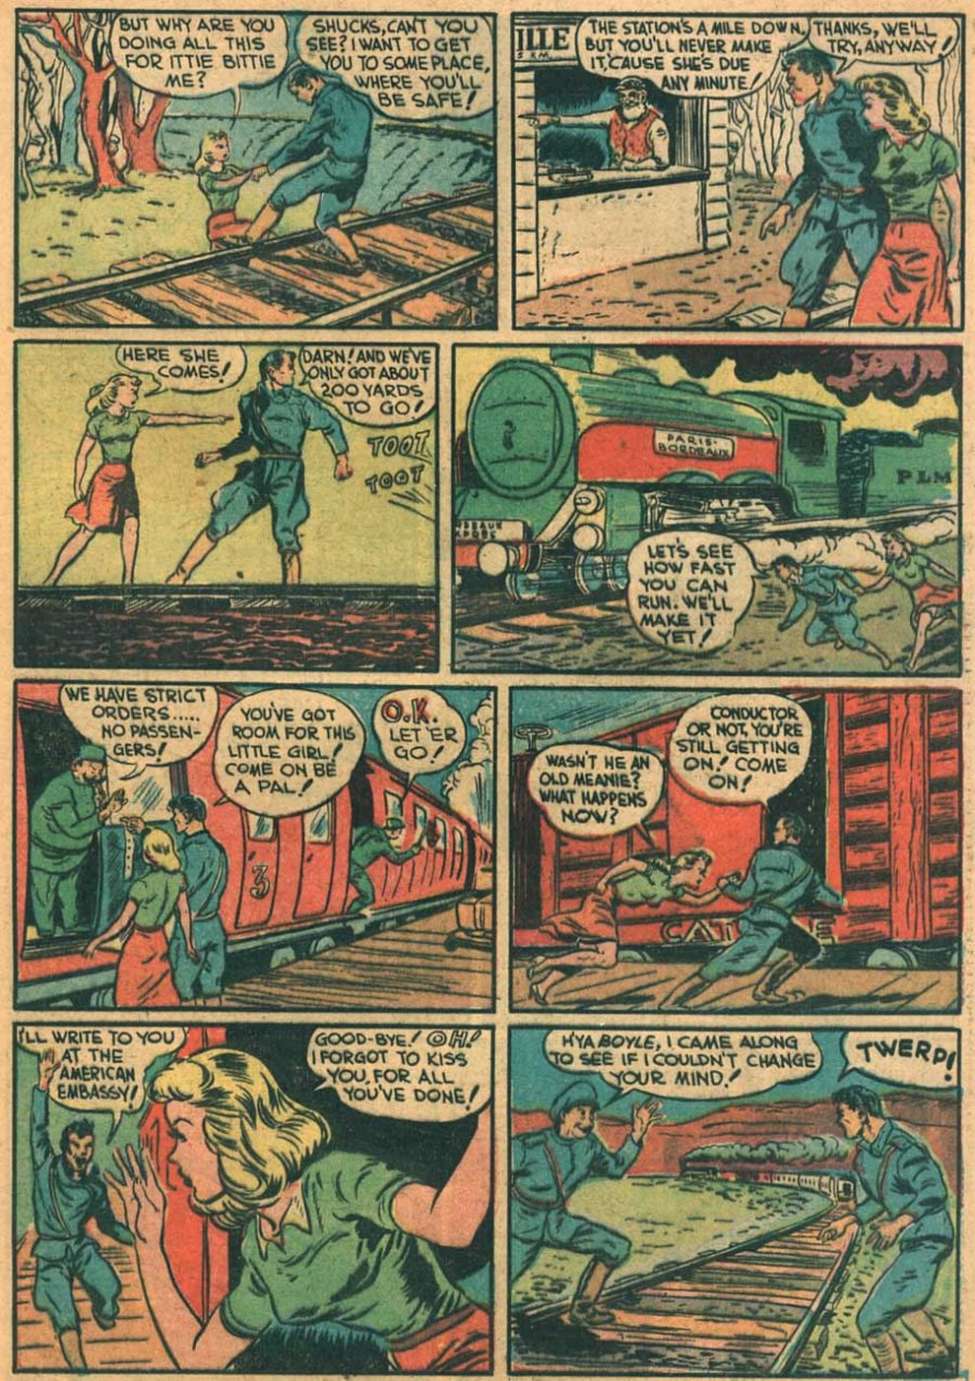 BUT WHY ARE YOU
DOING ALL THIS
FOR ITTIE BITTIE
ME?
SHUCKS, CAN'T YOU
SEE? I WANT TO GET
YOU TO SOME PLACE,
WHERE YOU'LL
BE SAFE!
ILLE
5 KM.
THE STATION'S A MILE DOWN,
BUT YOU'LL NEVER MAKE
IT, 'CAUSE SHE'S DUE
ANY MINUTE!
THANKS, WE'LL
TRY, ANYWAY!
HERE SHE
COMES!
DARN! AND WE'VE
ONLY GOT ABOUT
200 YARDS
TO GO!
TOOT
TOOT
PARIS-
BORDEAUX
PLM
LET'S SEE
HOW FAST
YOU CAN
RUN. WE'LL
MAKE IT
YET!
WE HAVE STRICT
ORDERS.....
NO PASSEN-
GERS!
YOU'VE GOT
ROOM FOR THIS
LITTLE GIRL!
COME ON BE
A PAL!
O.K.
LET 'ER
GO!
3
WASN'T HE AN
OLD MEANIE?
WHAT HAPPENS
NOW?
CONDUCTOR
OR NOT, YOU'RE
STILL GETTING
ON! COME
ON!
I'LL WRITE TO YOU
AT THE
AMERICAN
EMBASSY!
GOOD-BYE! OH!
I FORGOT TO KISS
YOU, FOR ALL
YOU'VE DONE!
H'YA BOYLE, I CAME ALONG
TO SEE IF I COULDN'T CHANGE
YOUR MIND!
TWERP!